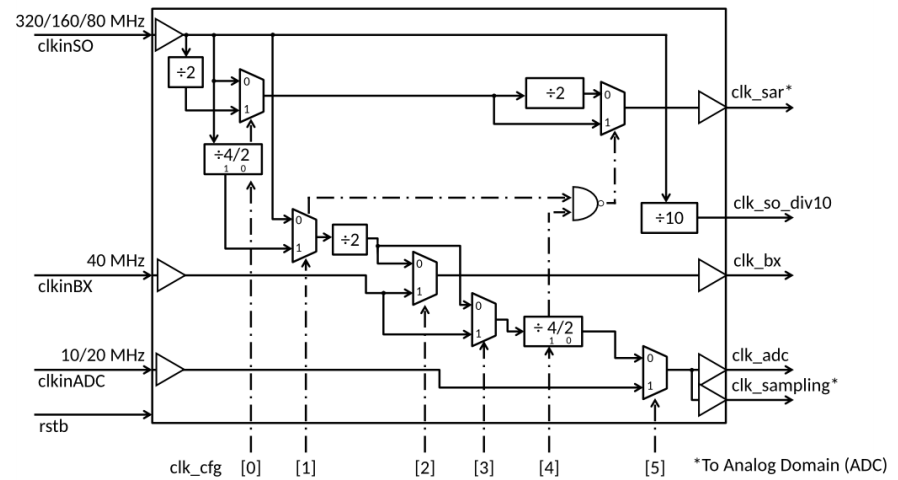 320/160/80 MHz
clkinSO
÷2
0
1
÷2
0
1
clk_sar*
÷4/2
1 0
÷10
clk_so_div10
0
1
÷2
40 MHz
clkinBX
0
1
clk_bx
0
1
÷ 4/2
1 0
10/20 MHz
clkinADC
0
1
clk_adc
clk_sampling*
rstb
clk_cfg [0] [1] [2] [3] [4] [5] *To Analog Domain (ADC)